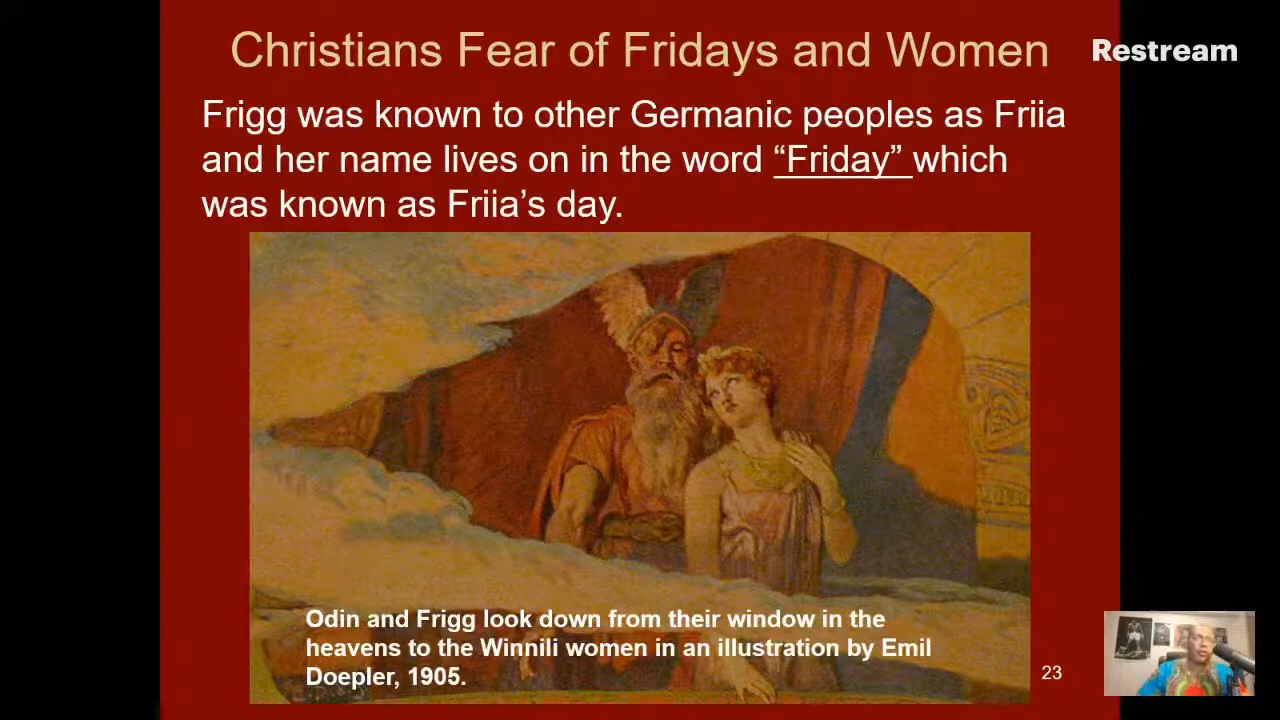 Christians Fear of Fridays and Women
Restream
Frigg was known to other Germanic peoples as Friia
and her name lives on in the word “Friday” which
was known as Friia’s day.
Odin and Frigg look down from their window in the
heavens to the Winnili women in an illustration by Emil
Doepler, 1905.
23